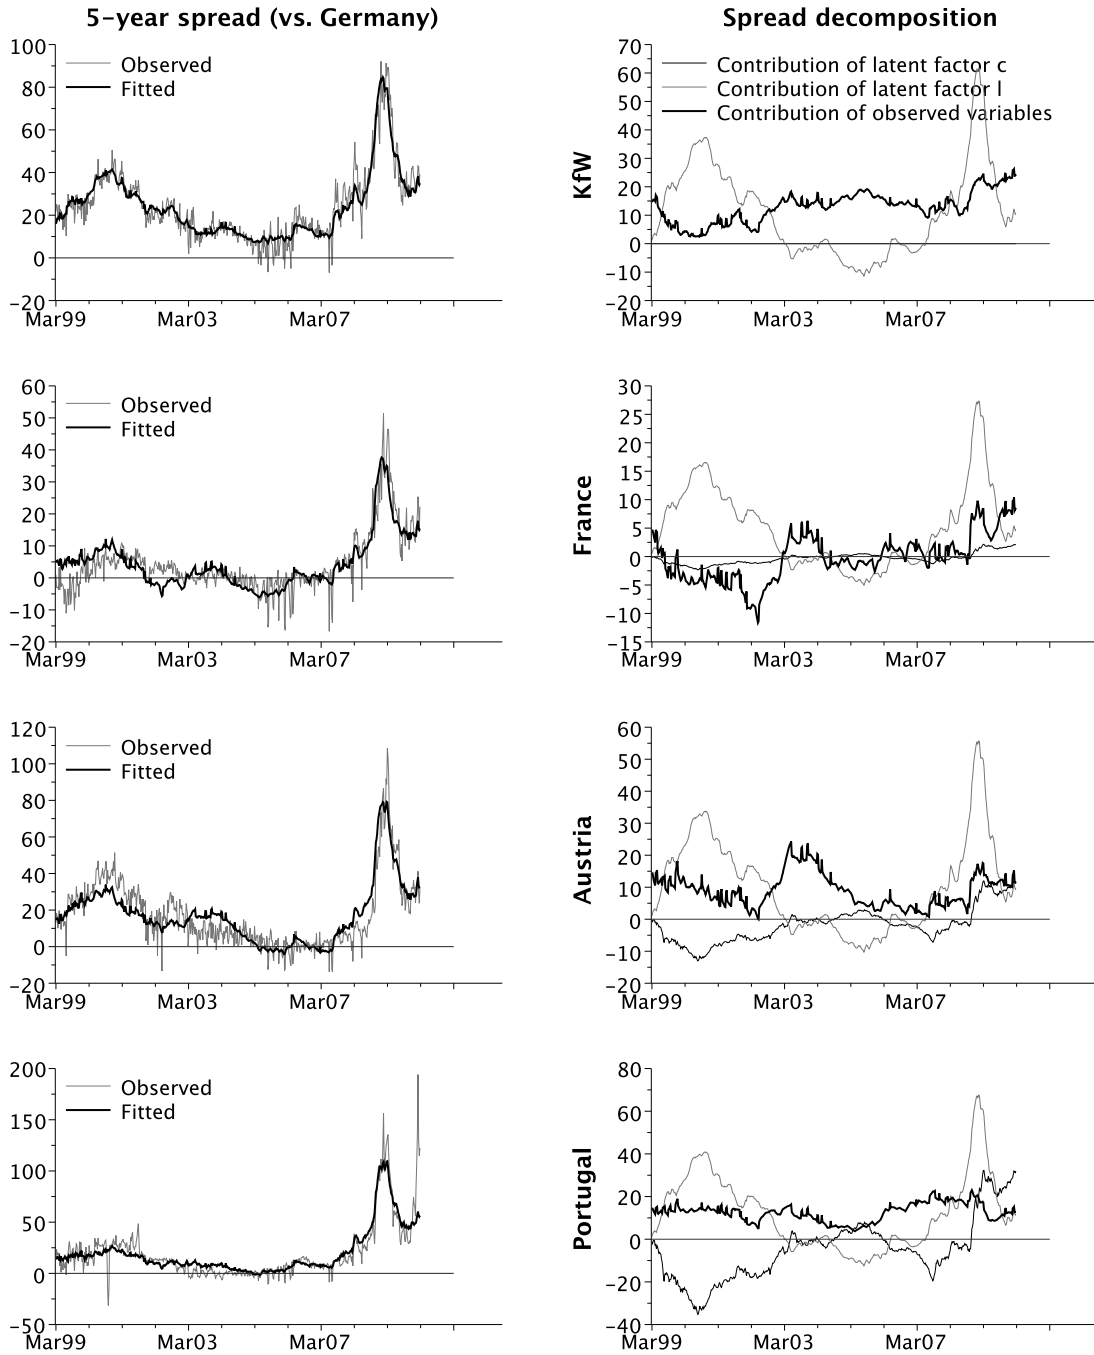 5-year spread (vs. Germany)
Spread decomposition
100
80
60
40
20
0
-20
Observed
Fitted
Mar99 Mar03 Mar07
KfW
70
60
50
40
30
20
10
0
-10
-20
Contribution of latent factor c
Contribution of latent factor l
Contribution of observed variables
Mar99 Mar03 Mar07
60
50
40
30
20
10
0
-10
-20
Observed
Fitted
Mar99 Mar03 Mar07
France
30
25
20
15
10
5
0
-5
-10
-15
Mar99 Mar03 Mar07
120
100
80
60
40
20
0
-20
Observed
Fitted
Mar99 Mar03 Mar07
Austria
60
50
40
30
20
10
0
-10
-20
Mar99 Mar03 Mar07
200
150
100
50
0
-50
Observed
Fitted
Mar99 Mar03 Mar07
Portugal
80
60
40
20
0
-20
-40
Mar99 Mar03 Mar07